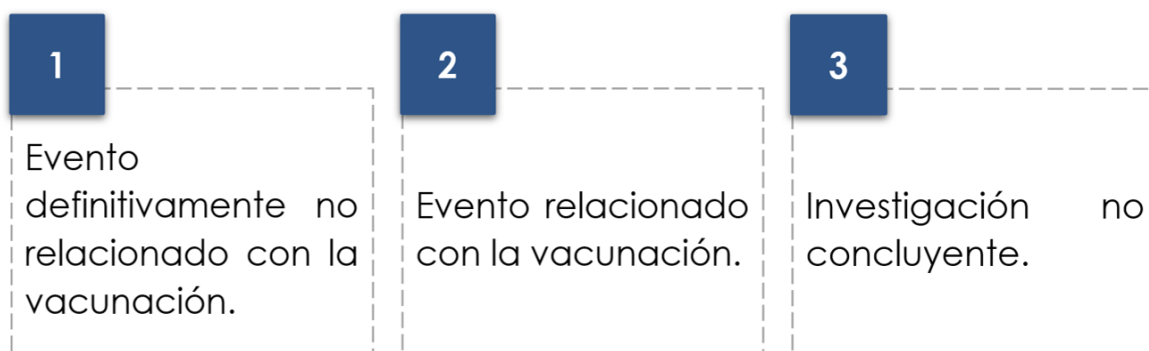 1
Evento
definitivamente no
relacionado con la
vacunación.
2
Evento relacionado
con la vacunación.
3
Investigación no
concluyente.